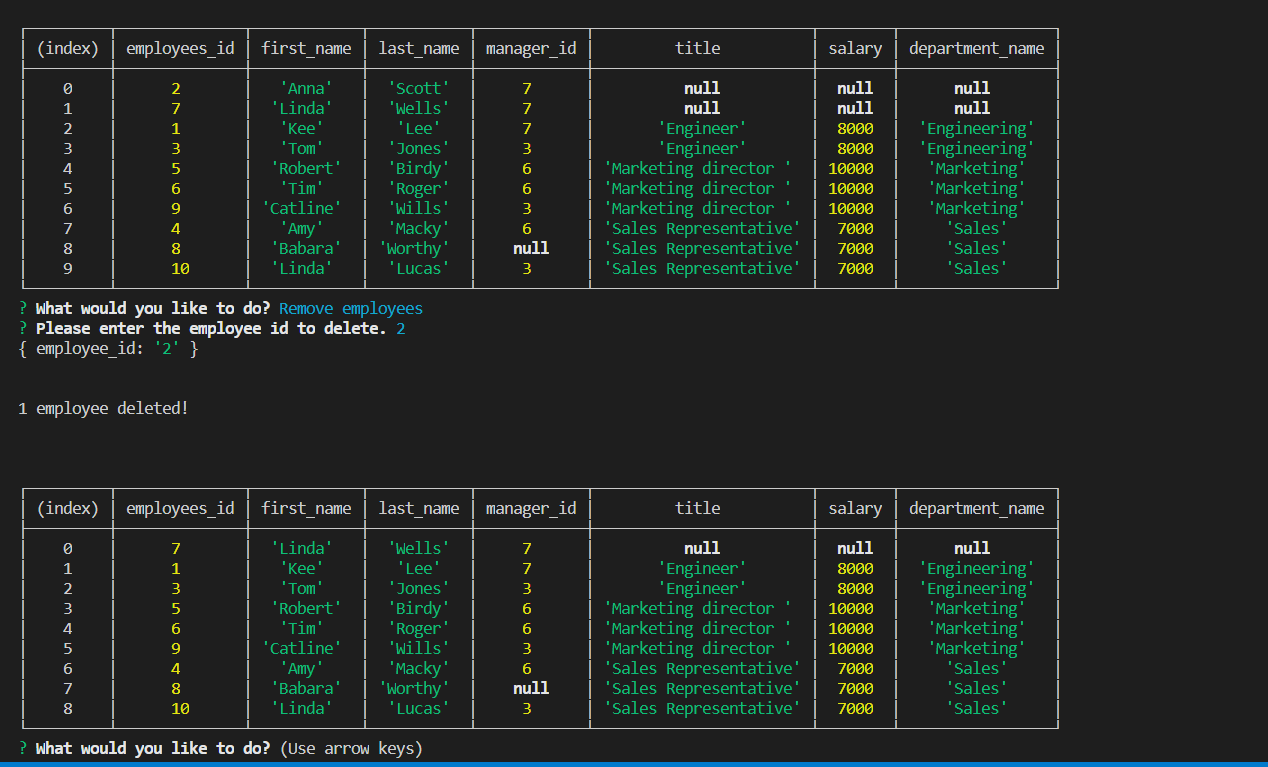 (index) employees_id first_name last_name manager_id title salary department_name
0 2 'Anna' 'Scott' 7 null null null
1 7 'Linda' 'Wells' 7 null null null
2 1 'Kee' 'Lee' 7 'Engineer' 8000 'Engineering'
3 3 'Tom' 'Jones' 3 'Engineer' 8000 'Engineering'
4 5 'Robert' 'Birdy' 6 'Marketing director ' 10000 'Marketing'
5 6 'Tim' 'Roger' 6 'Marketing director ' 10000 'Marketing'
6 9 'Catline' 'Wills' 3 'Marketing director ' 10000 'Marketing'
7 4 'Amy' 'Macky' 6 'Sales Representative' 7000 'Sales'
8 8 'Babara' 'Worthy' null 'Sales Representative' 7000 'Sales'
9 10 'Linda' 'Lucas' 3 'Sales Representative' 7000 'Sales'
? What would you like to do? Remove employees
? Please enter the employee id to delete. 2
{ employee_id: '2' }
1 employee deleted!
(index) employees_id first_name last_name manager_id title salary department_name
0 7 'Linda' 'Wells' 7 null null null
1 1 'Kee' 'Lee' 7 'Engineer' 8000 'Engineering'
2 3 'Tom' 'Jones' 3 'Engineer' 8000 'Engineering'
3 5 'Robert' 'Birdy' 6 'Marketing director ' 10000 'Marketing'
4 6 'Tim' 'Roger' 6 'Marketing director ' 10000 'Marketing'
5 9 'Catline' 'Wills' 3 'Marketing director ' 10000 'Marketing'
6 4 'Amy' 'Macky' 6 'Sales Representative' 7000 'Sales'
7 8 'Babara' 'Worthy' null 'Sales Representative' 7000 'Sales'
8 10 'Linda' 'Lucas' 3 'Sales Representative' 7000 'Sales'
? What would you like to do? (Use arrow keys)